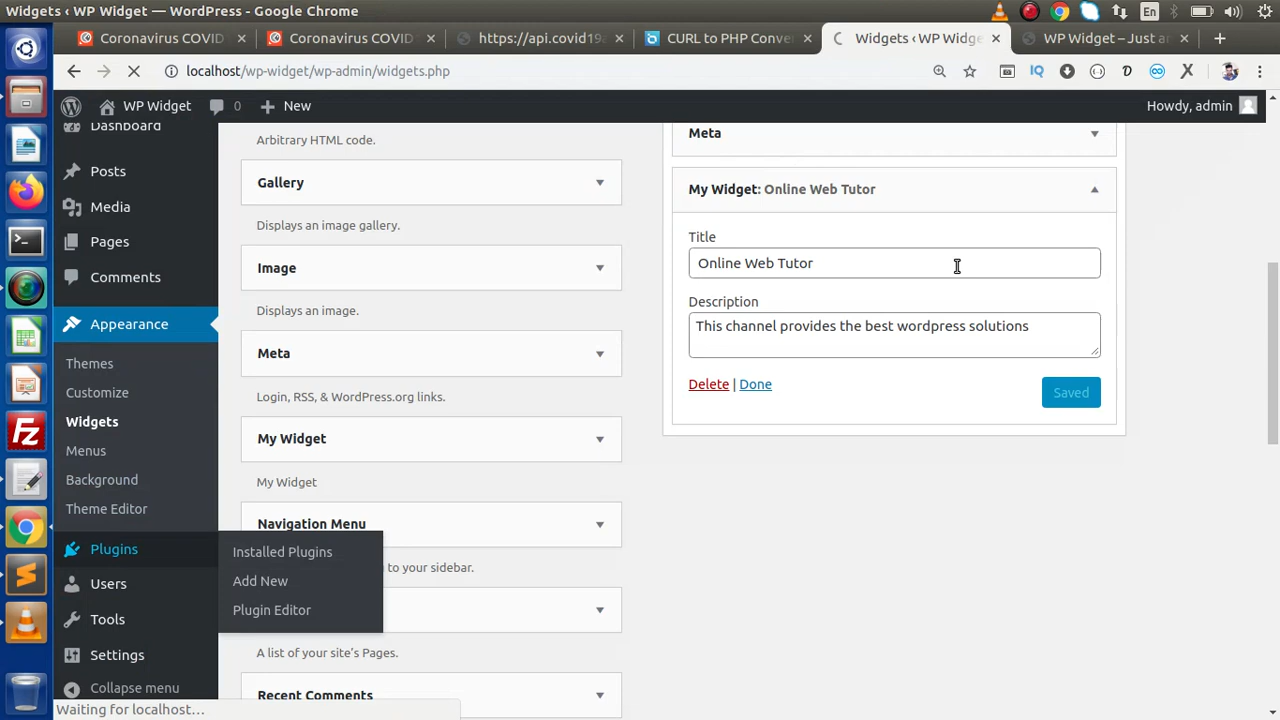 Widgets ‹ WP Widget — WordPress - Google Chrome
En
Coronavirus COVID
Coronavirus COVID
https://api.covid19a
CURL to PHP Conve
Widgets ‹ WP Widge
WP Widget – Just an
localhost/wp-widget/wp-admin/widgets.php
WP Widget
0
New
Howdy, admin
Dashboard
Posts
Media
Pages
Comments
Appearance
Themes
Customize
Widgets
Menus
Background
Theme Editor
Plugins
Installed Plugins
Add New
Plugin Editor
Users
Tools
Settings
Collapse menu
Arbitrary HTML code.
Gallery
Displays an image gallery.
Image
Displays an image.
Meta
Login, RSS, & WordPress.org links.
My Widget
My Widget
Navigation Menu
to your sidebar.
A list of your site's Pages.
Recent Comments
Meta
My Widget: Online Web Tutor
Title
Online Web Tutor
Description
This channel provides the best wordpress solutions
Delete | Done
Saved
Waiting for localhost…